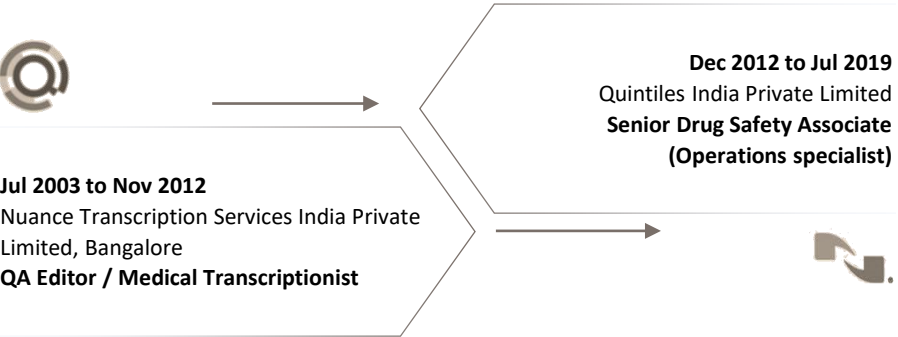 Jul 2003 to Nov 2012
Nuance Transcription Services India Private
Limited, Bangalore
QA Editor / Medical Transcriptionist
Dec 2012 to Jul 2019
Quintiles India Private Limited
Senior Drug Safety Associate
(Operations specialist)